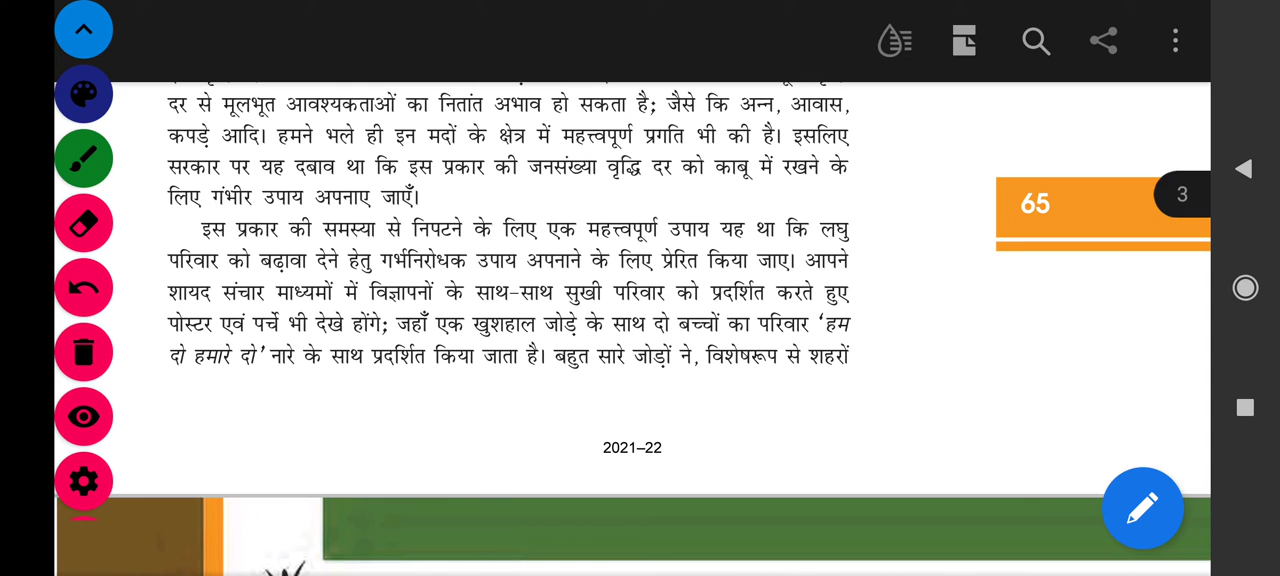 दर से मूलभूत आवश्यकताओं का नितांत अभाव हो सकता है; जैसे कि अन्न, आवास,
कपड़े आदि। हमने भले ही इन मदों के क्षेत्र में महत्त्वपूर्ण प्रगति भी की है। इसलिए
सरकार पर यह दबाव था कि इस प्रकार की जनसंख्या वृद्धि दर को काबू में रखने के
लिए गंभीर उपाय अपनाए जाएँ।
65
3
इस प्रकार की समस्या से निपटने के लिए एक महत्त्वपूर्ण उपाय यह था कि लघु
परिवार को बढ़ावा देने हेतु गर्भनिरोधक उपाय अपनाने के लिए प्रेरित किया जाए। आपने
शायद संचार माध्यमों में विज्ञापनों के साथ-साथ सुखी परिवार को प्रदर्शित करते हुए
पोस्टर एवं पर्चे भी देखे होंगे; जहाँ एक खुशहाल जोड़े के साथ दो बच्चों का परिवार ‘हम
दो हमारे दो’ नारे के साथ प्रदर्शित किया जाता है। बहुत सारे जोड़ों ने, विशेषरूप से शहरों
2021–22